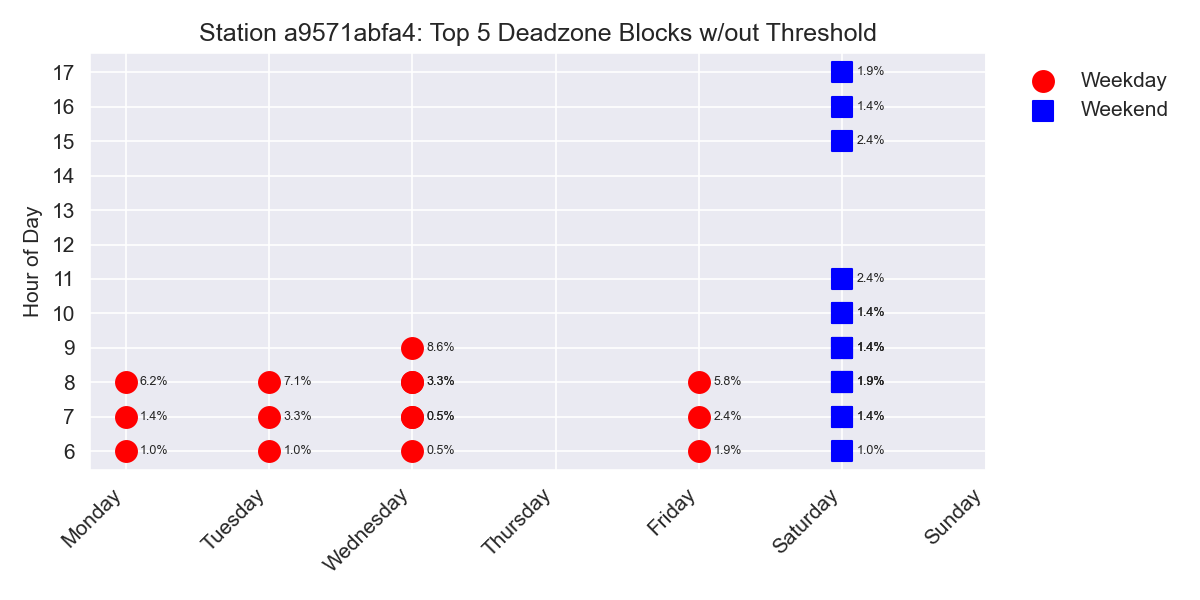 Station a9571abfa4: Top 5 Deadzone Blocks w/out Threshold
Weekday
Weekend
Hour of Day
17 1.9%
16 1.4%
15 2.4%
14
13
12
11 2.4%
10 1.4%
9 8.6% 1.4%
8 6.2% 7.1% 3.3% 5.8% 1.9%
7 1.4% 3.3% 0.5% 2.4% 1.4%
6 1.0% 1.0% 0.5% 1.9% 1.0%
Monday
Tuesday
Wednesday
Thursday
Friday
Saturday
Sunday